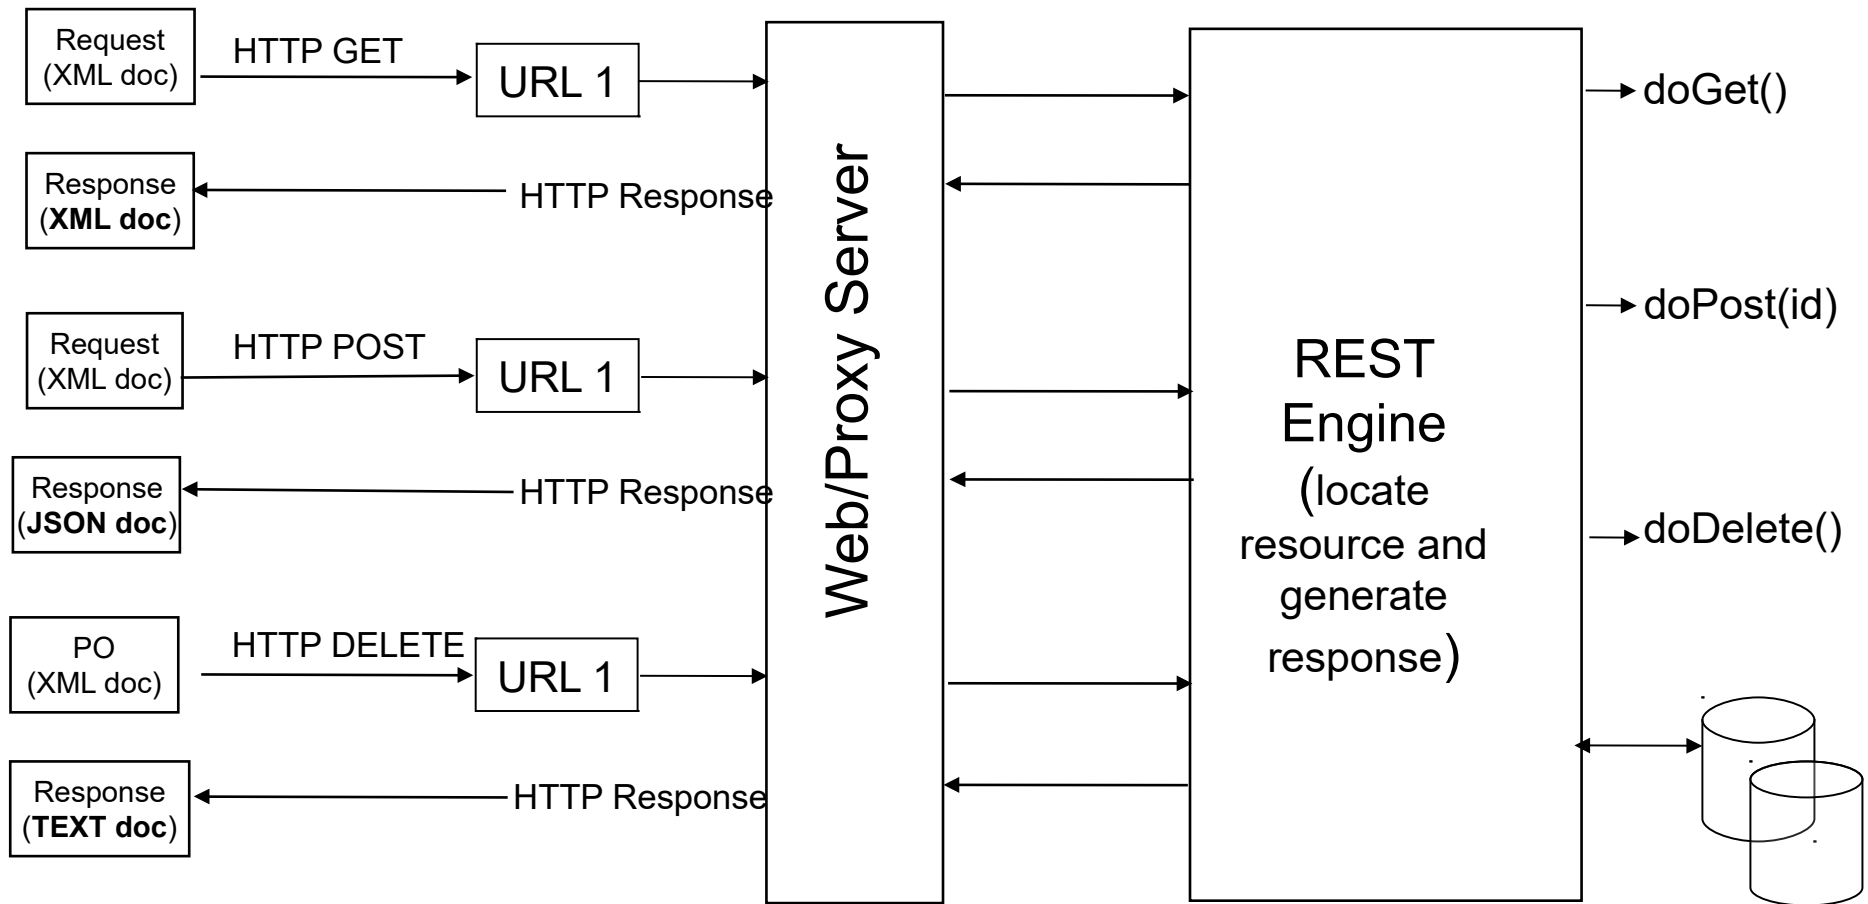 Request
(XML doc)
HTTP GET
URL 1
Response
(XML doc)
HTTP Response
Request
(XML doc)
HTTP POST
URL 1
Response
(JSON doc)
HTTP Response
PO
(XML doc)
HTTP DELETE
URL 1
Response
(TEXT doc)
HTTP Response
Web/Proxy Server
REST
Engine
(locate
resource and
generate
response)
doGet()
doPost(id)
doDelete()